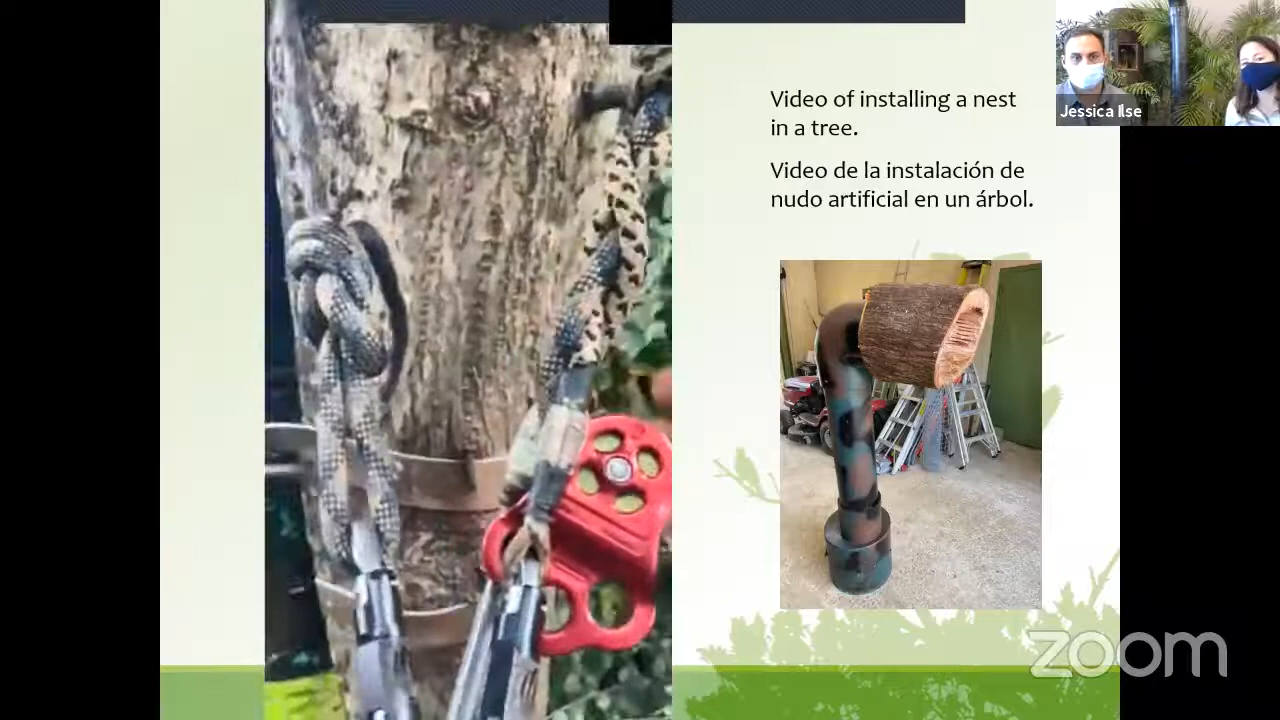 Video of installing a nest
in a tree.
Video de la instalación de
nudo artificial en un árbol.
Jessica Ilse
zoom